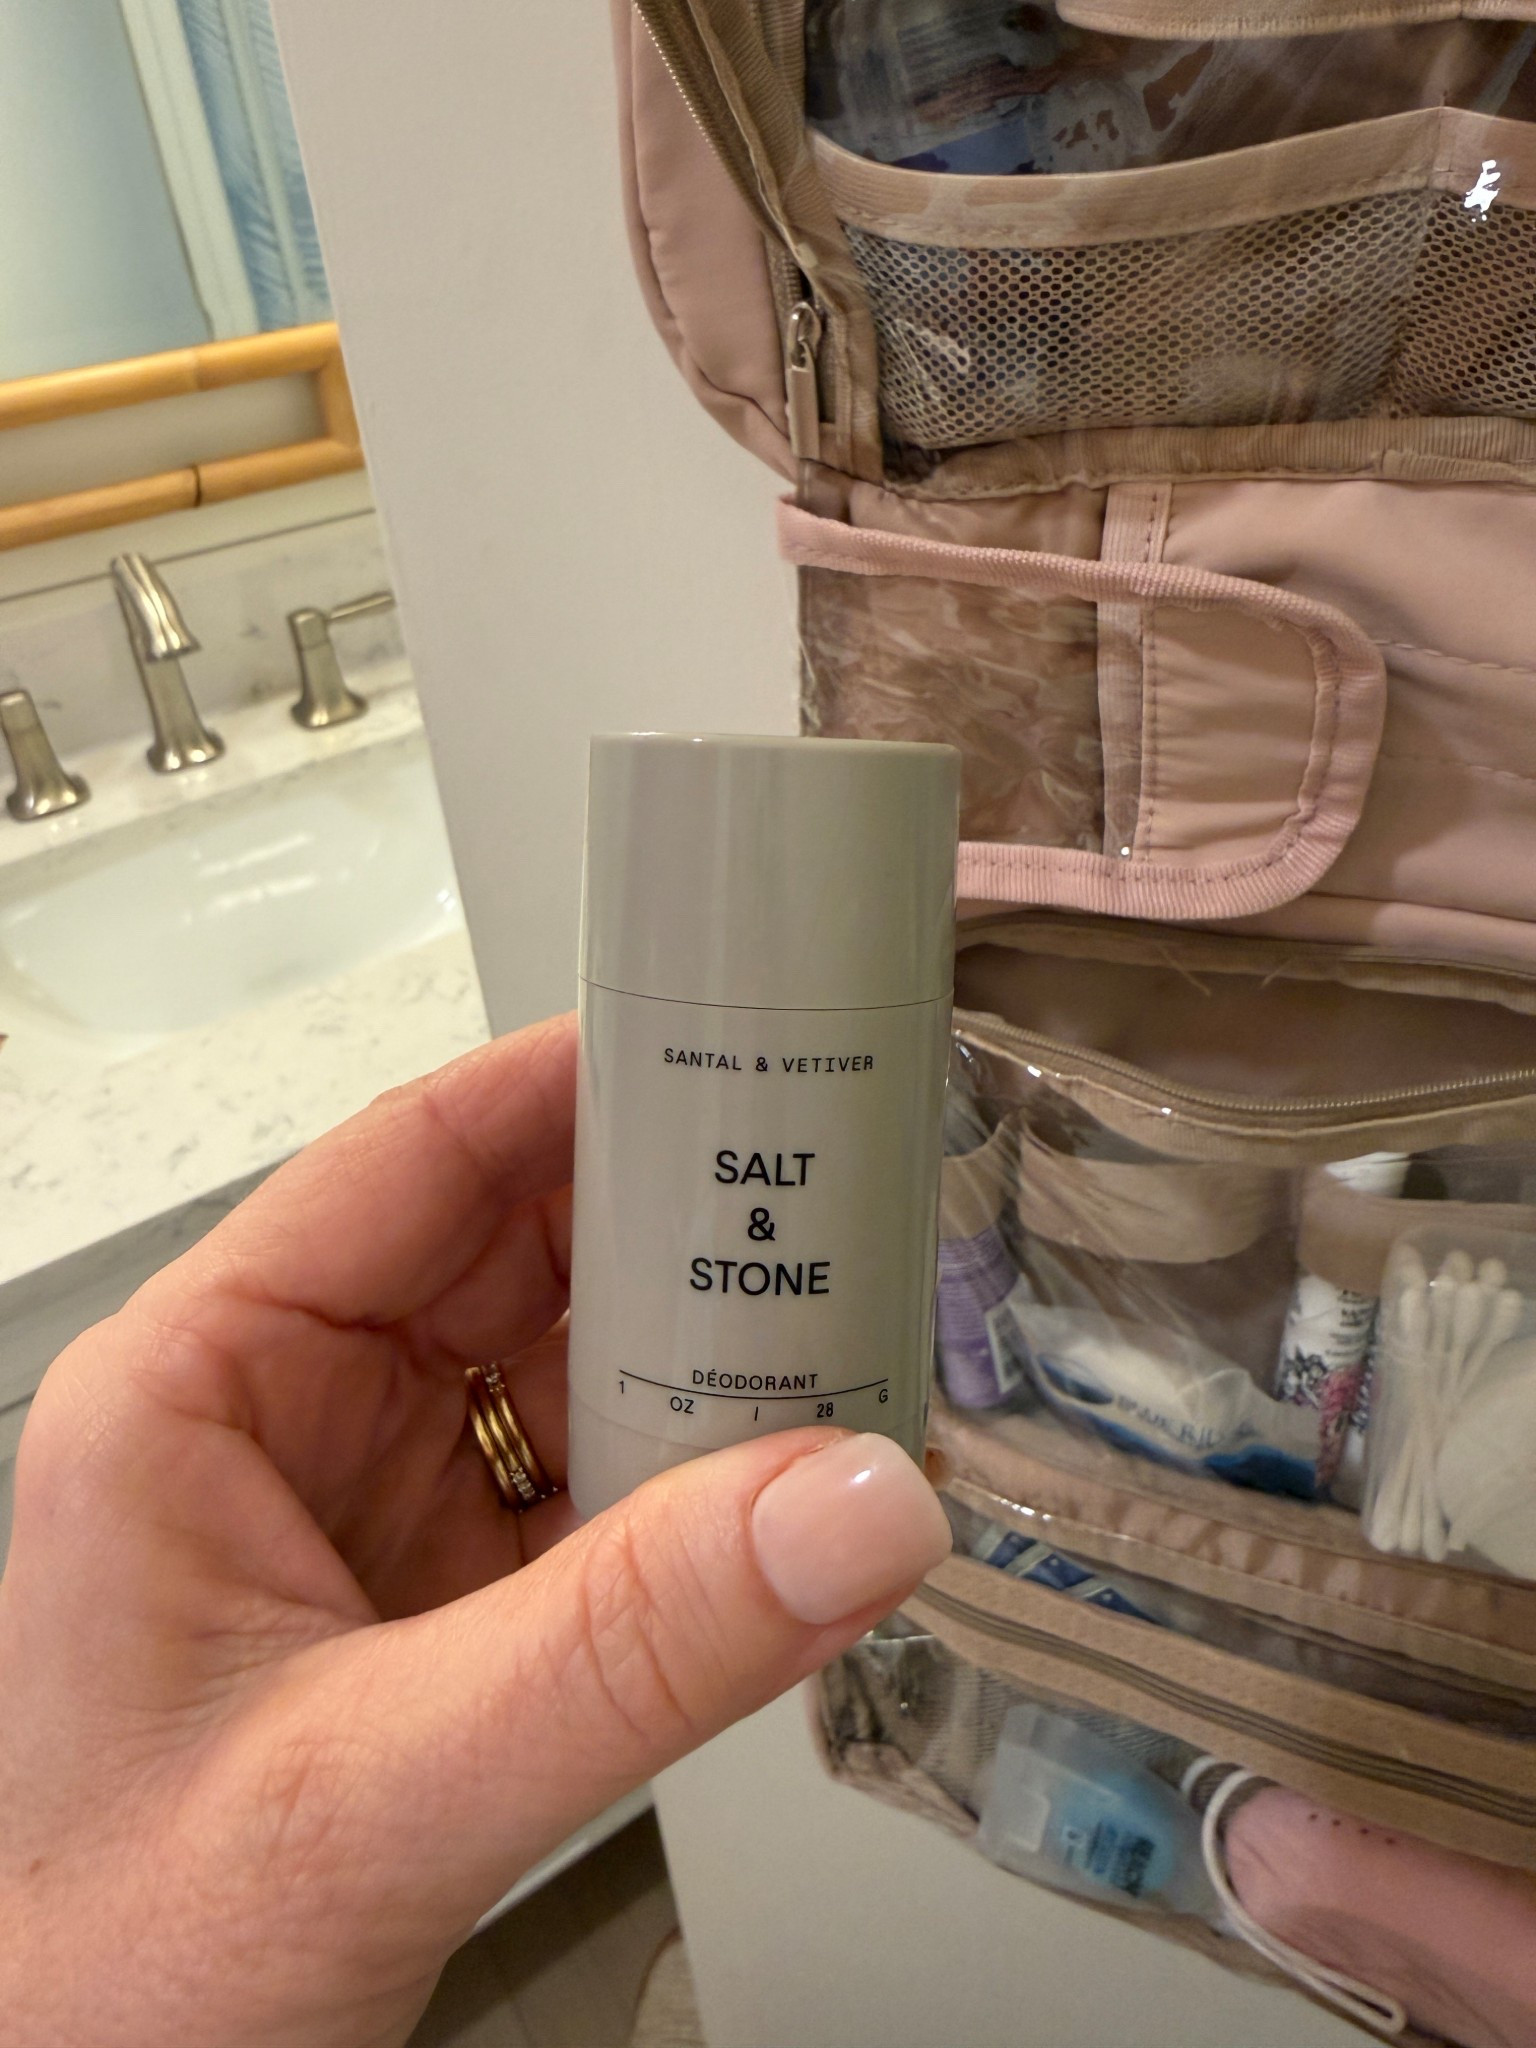 SANTAL & VETIVER
SALT
&
STONE
DÉODORANT
1 OZ | 28 G